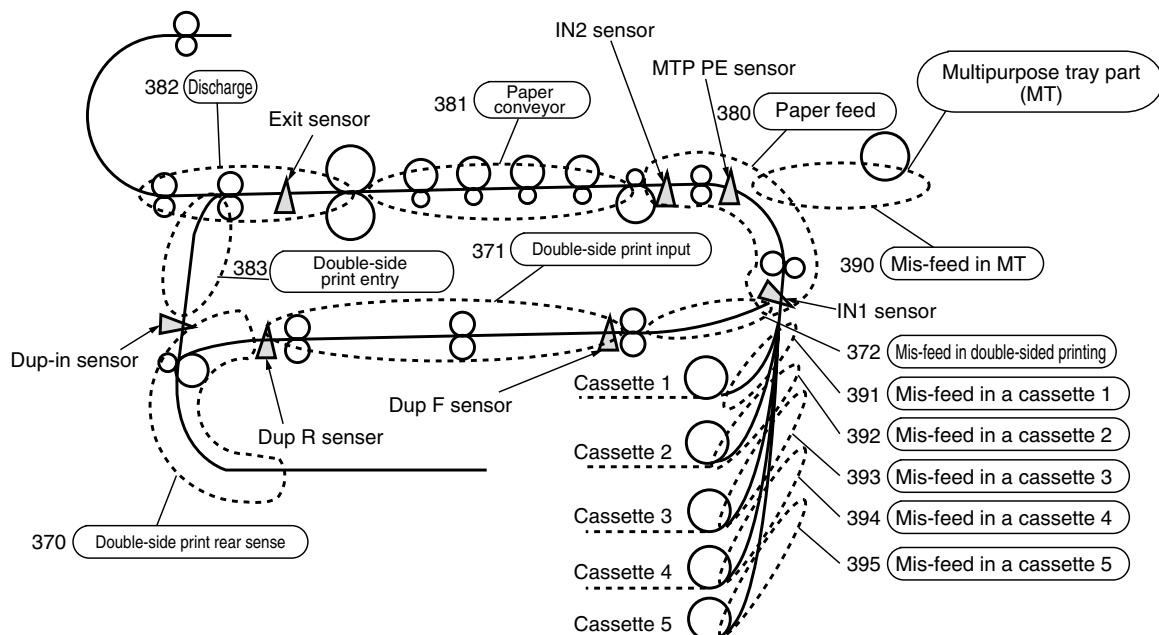 IN2 sensor
MTP PE sensor
Multipurpose tray part
(MT)
382 Discharge
381 Paper
conveyor
380 Paper feed
Exit sensor
371 Double-side print input
383 Double-side
print entry
390 Mis-feed in MT
IN1 sensor
Dup-in sensor
372 Mis-feed in double-sided printing
Cassette 1
391 Mis-feed in a cassette 1
Dup F sensor
Dup R senser
392 Mis-feed in a cassette 2
Cassette 2
393 Mis-feed in a cassette 3
Cassette 3
394 Mis-feed in a cassette 4
370 Double-side print rear sense
395 Mis-feed in a cassette 5
Cassette 4
Cassette 5